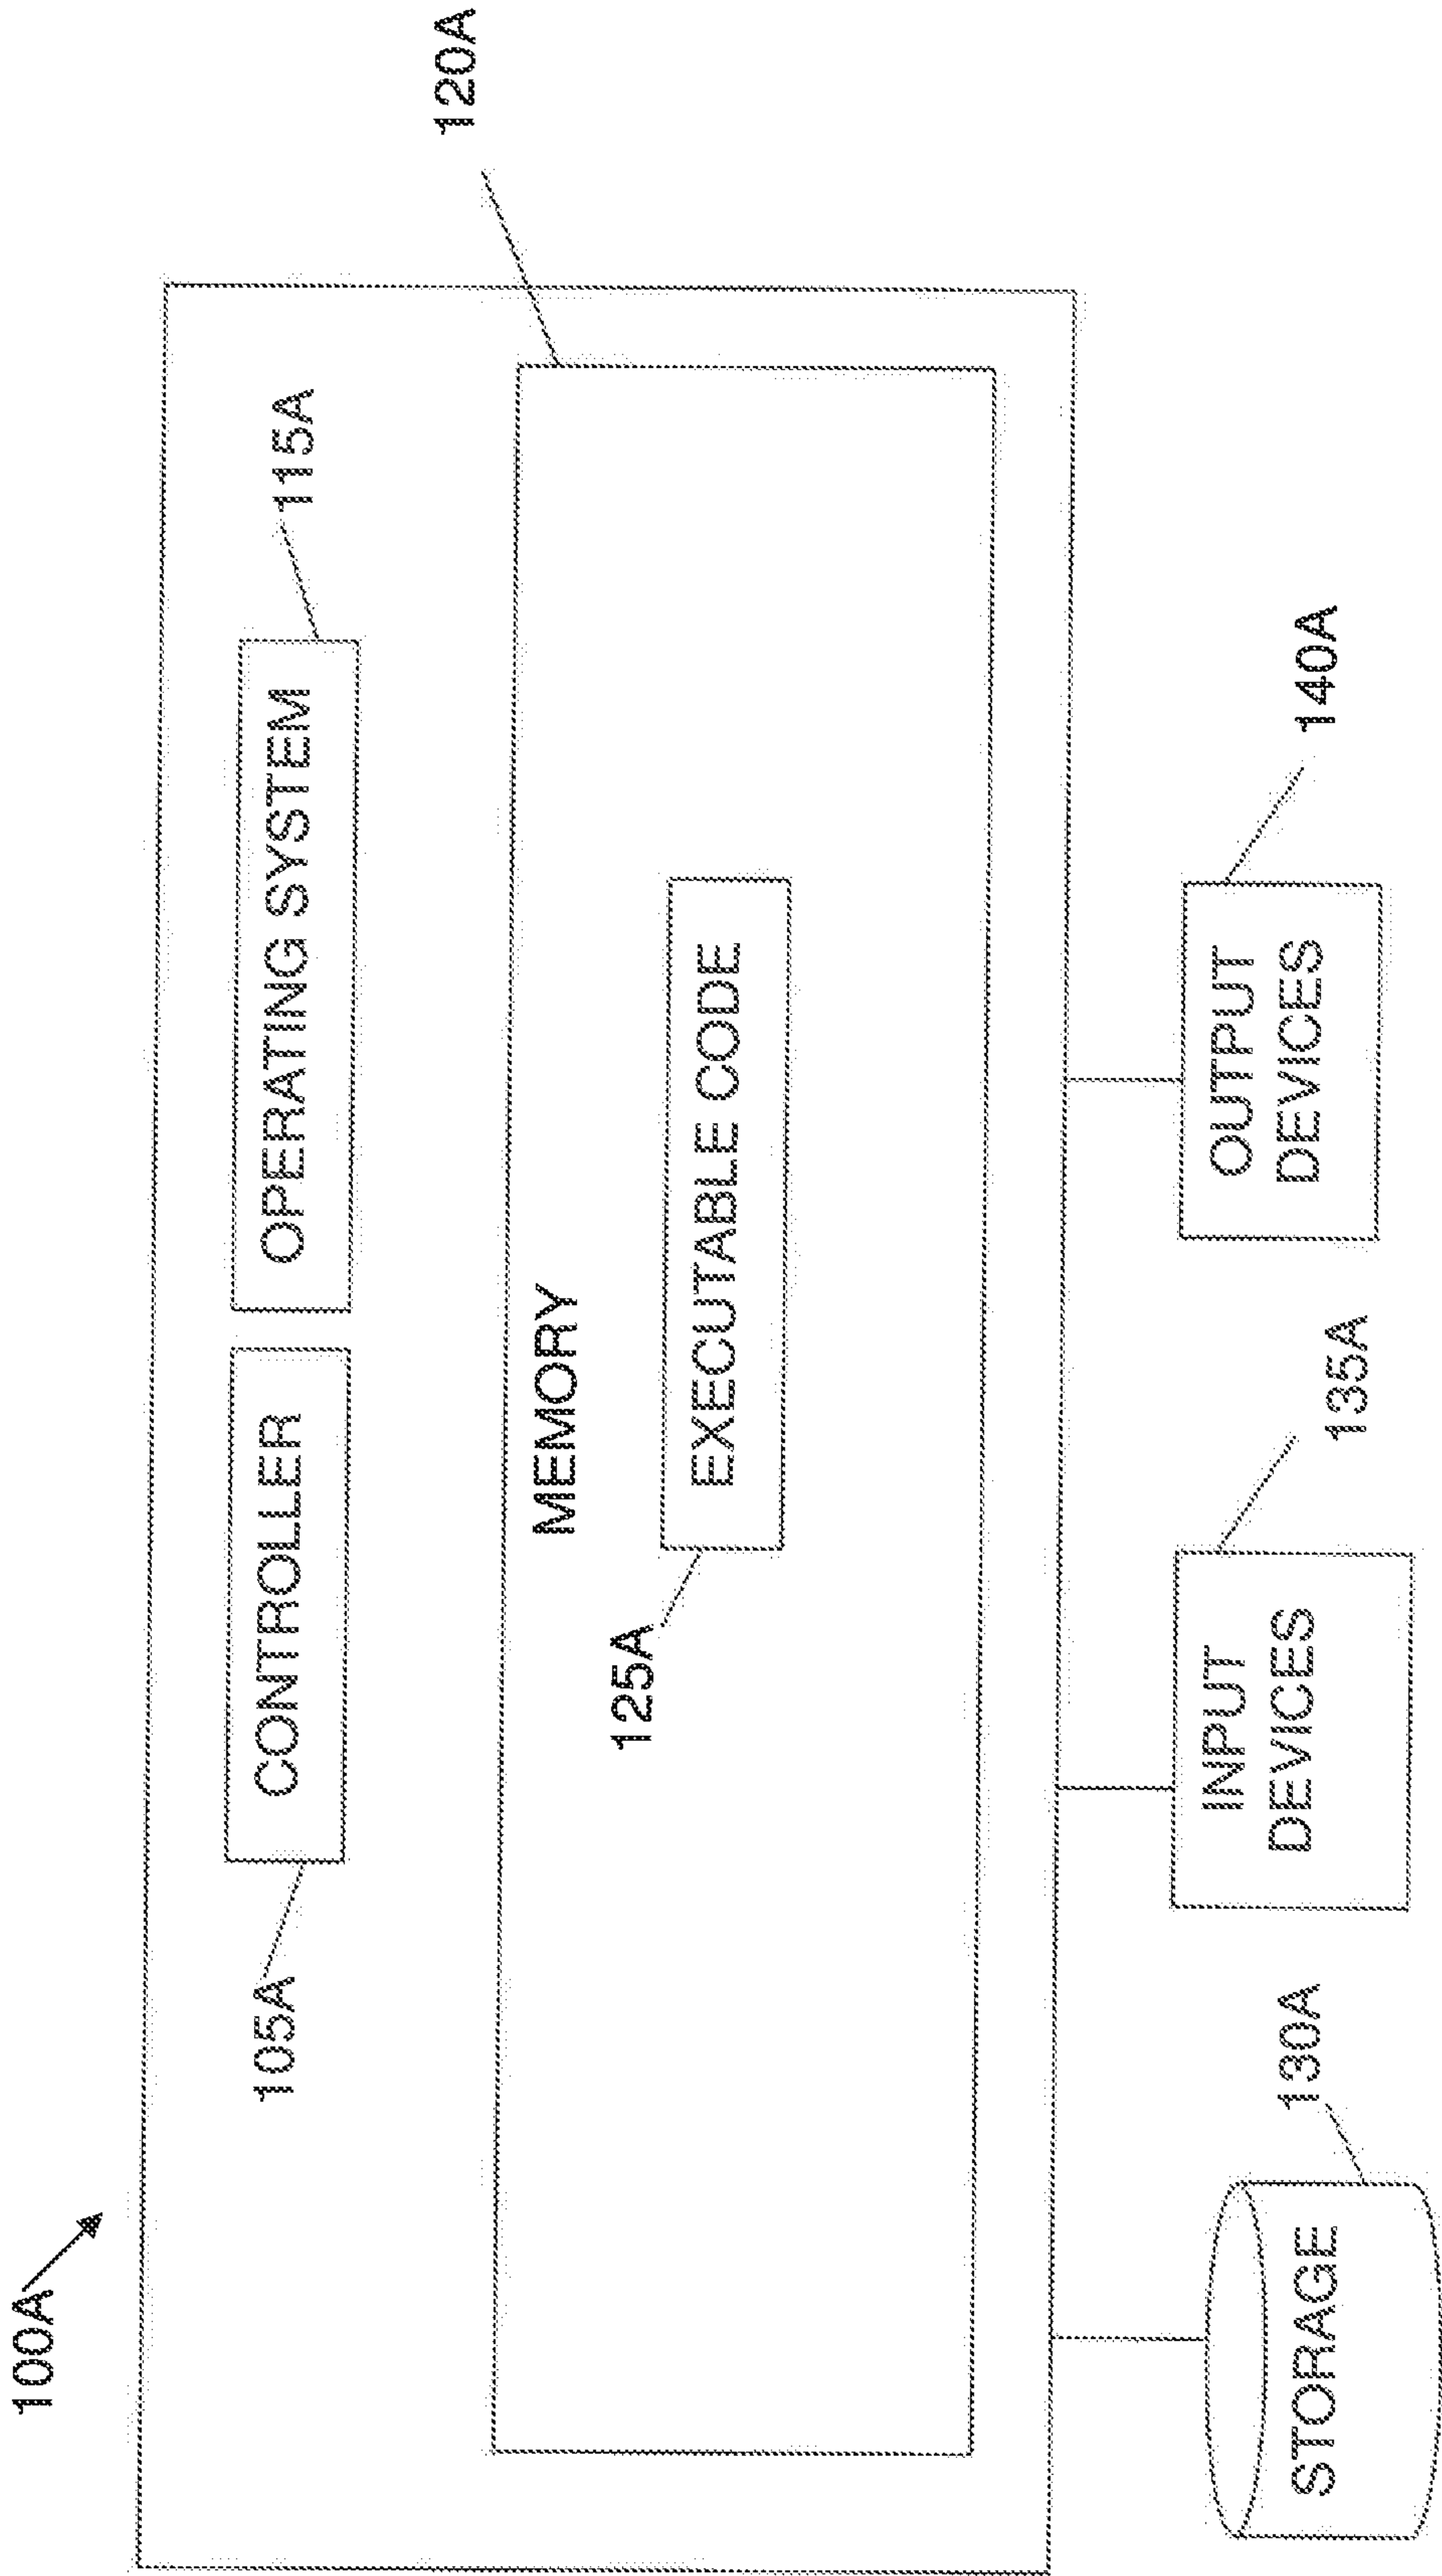 100A
105A
CONTROLLER
OPERATING SYSTEM
115A
120A
MEMORY
125A
EXECUTABLE CODE
STORAGE
130A
INPUT
DEVICES
135A
OUTPUT
DEVICES
140A